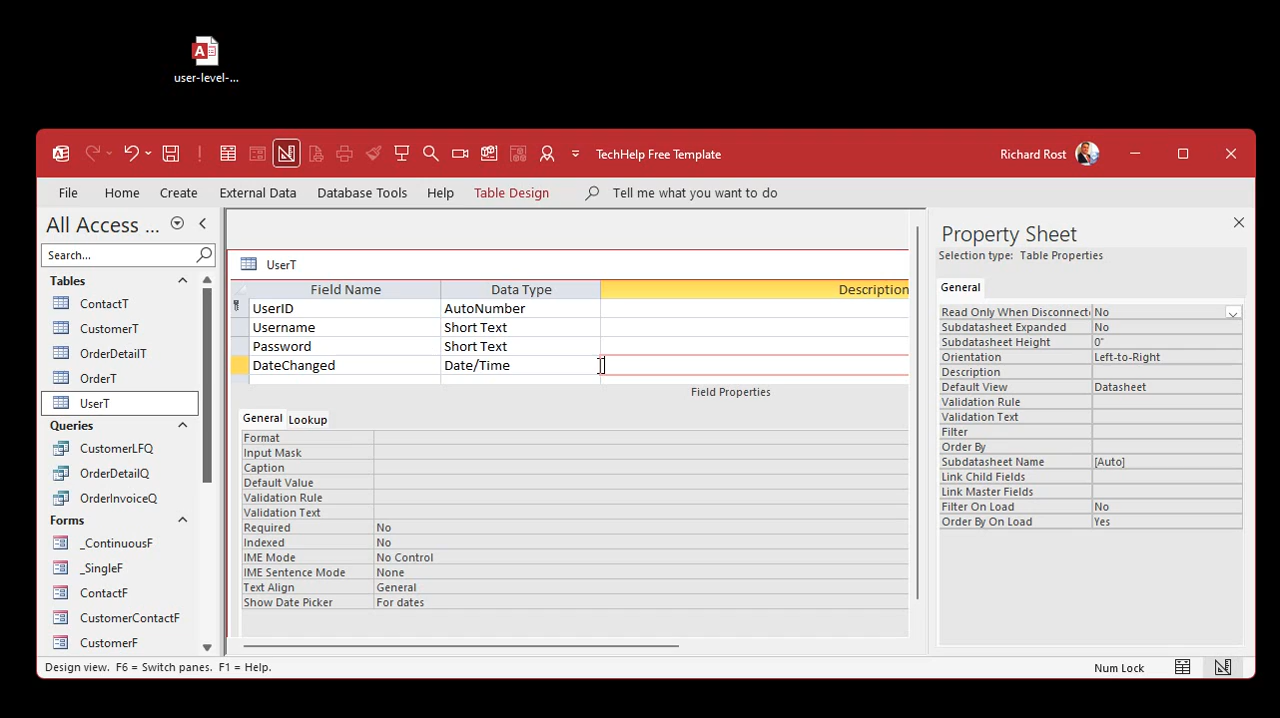 user-level-...
TechHelp Free Template
Richard Rost
File Home Create External Data Database Tools Help Table Design Tell me what you want to do
All Access ...
Search...
Tables
ContactT
CustomerT
OrderDetailT
OrderT
UserT
Queries
CustomerLFQ
OrderDetailQ
OrderInvoiceQ
Forms
_ContinuousF
_SingleF
ContactF
CustomerContactF
CustomerF
UserT
Field Name Data Type Description
UserID AutoNumber
Username Short Text
Password Short Text
DateChanged Date/Time
Field Properties
General Lookup
Format
Input Mask
Caption
Default Value
Validation Rule
Validation Text
Required No
Indexed No
IME Mode No Control
IME Sentence Mode None
Text Align General
Show Date Picker For dates
Property Sheet
Selection type: Table Properties
General
Read Only When Disconnect No
Subdatasheet Expanded No
Subdatasheet Height 0"
Orientation Left-to-Right
Description
Default View Datasheet
Validation Rule
Validation Text
Filter
Order By
Subdatasheet Name [Auto]
Link Child Fields
Link Master Fields
Filter On Load No
Order By On Load Yes
Design view. F6 = Switch panes. F1 = Help.
Num Lock